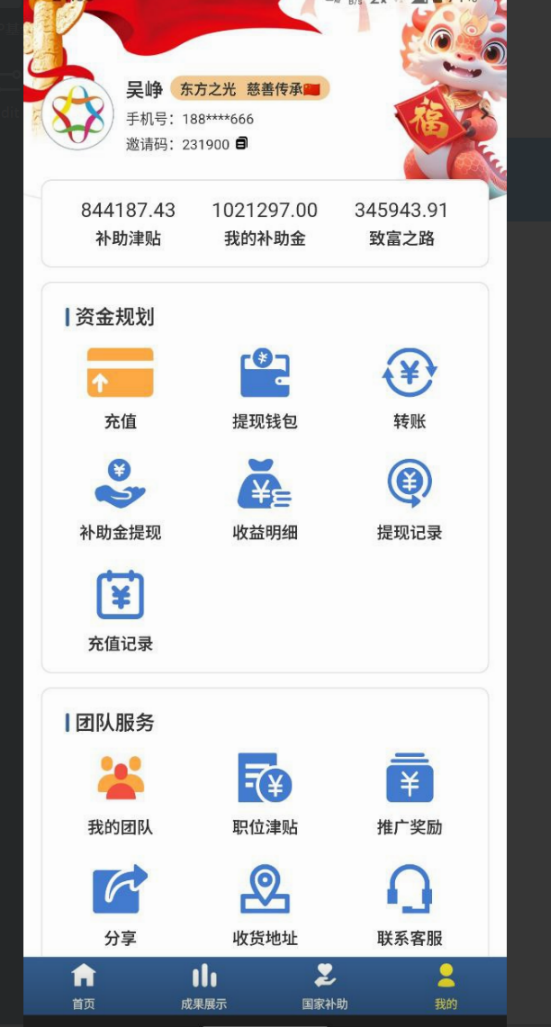 吴峥 东方之光 慈善传承🇨🇳
手机号：188****666
邀请码：231900
844187.43 1021297.00 345943.91
补助津贴 我的补助金 致富之路
资金规划
充值 提现钱包 转账
补助金提现 收益明细 提现记录
充值记录
团队服务
我的团队 职位津贴 推广奖励
分享 收货地址 联系客服
首页 成果展示 国家补助 我的
福